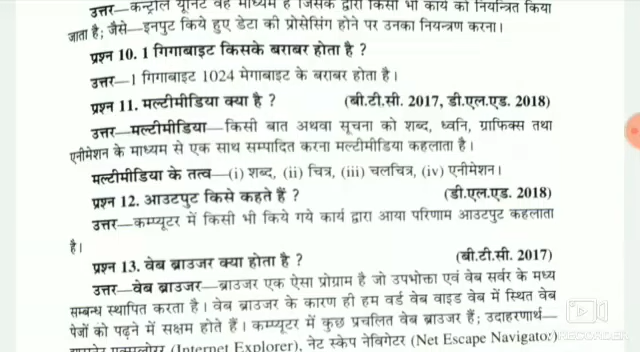 उत्तर—कन्ट्रोल यूनिट वह माध्यम है जिसके द्वारा किसी भी कार्य को नियन्त्रित किया
जाता है; जैसे—इनपुट किये हुए डेटा की प्रोसेसिंग होने पर उनका नियन्त्रण करना।
प्रश्न 10. 1 गिगाबाइट किसके बराबर होता है ?
उत्तर—1 गिगाबाइट 1024 मेगाबाइट के बराबर होता है।
प्रश्न 11. मल्टीमीडिया क्या है ? (बी.टी.सी. 2017, डी.एल.एड. 2018)
उत्तर—मल्टीमीडिया—किसी बात अथवा सूचना को शब्द, ध्वनि, ग्राफिक्स तथा
एनीमेशन के माध्यम से एक साथ सम्पादित करना मल्टीमीडिया कहलाता है।
मल्टीमीडिया के तत्व—(i) शब्द, (ii) चित्र, (iii) चलचित्र, (iv) एनीमेशन।
प्रश्न 12. आउटपुट किसे कहते हैं ? (डी.एल.एड. 2018)
उत्तर—कम्प्यूटर में किसी भी किये गये कार्य द्वारा आया परिणाम आउटपुट कहलाता
है।
प्रश्न 13. वेब ब्राउजर क्या होता है ? (बी.टी.सी. 2017)
उत्तर—वेब ब्राउजर—ब्राउजर एक ऐसा प्रोग्राम है जो उपभोक्ता एवं वेब सर्वर के मध्य
सम्बन्ध स्थापित करता है। वेब ब्राउजर के कारण ही हम वर्ड वेब वाइड वेब में स्थित वेब
पेजों को पढ़ने में सक्षम होते हैं। कम्प्यूटर में कुछ प्रचलित वेब ब्राउजर हैं; उदाहरणार्थ—
(Internet Explorer), नेट स्केप नेविगेटर (Net Escape Navigator)
RECORDER